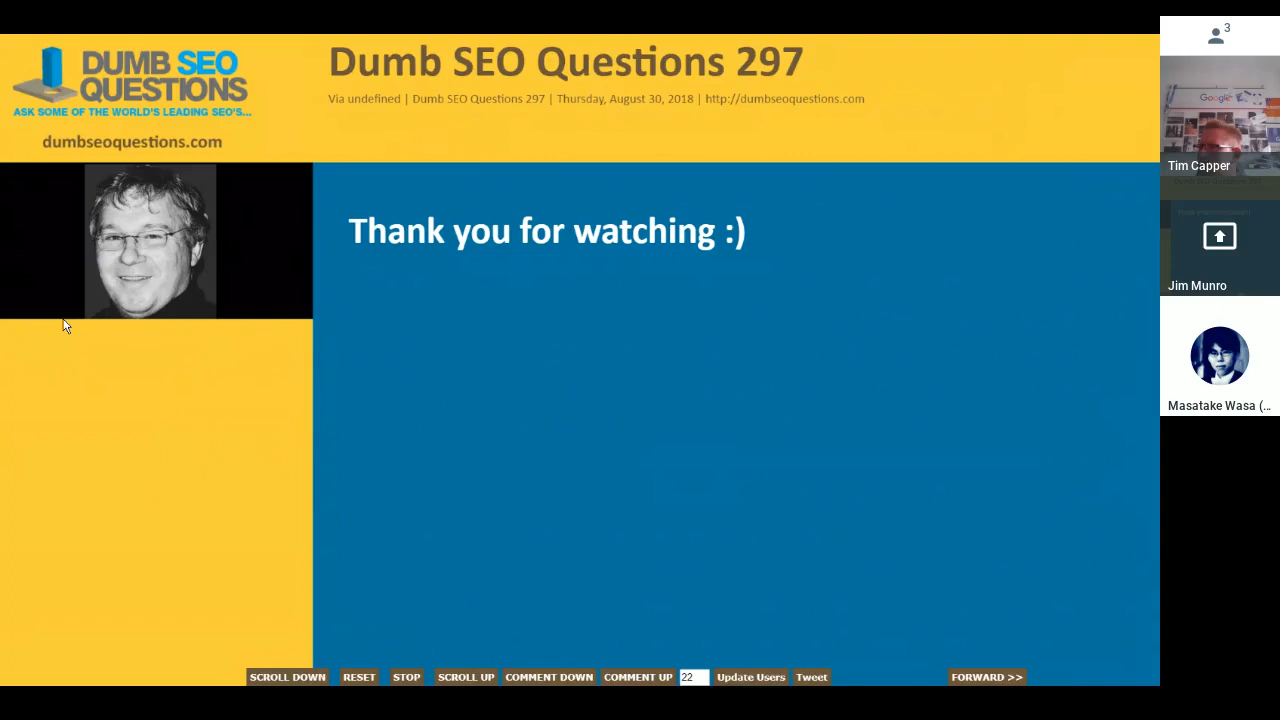 DUMB SEO
QUESTIONS
ASK SOME OF THE WORLD'S LEADING SEO'S...
dumbseoquestions.com
Dumb SEO Questions 297
Via undefined | Dumb SEO Questions 297 | Thursday, August 30, 2018 | http://dumbseoquestions.com
Thank you for watching :)
SCROLL DOWN RESET STOP SCROLL UP COMMENT DOWN COMMENT UP 22 Update Users Tweet FORWARD >>
3
Google
Tim Capper
Jim Munro
Masatake Wasa (...